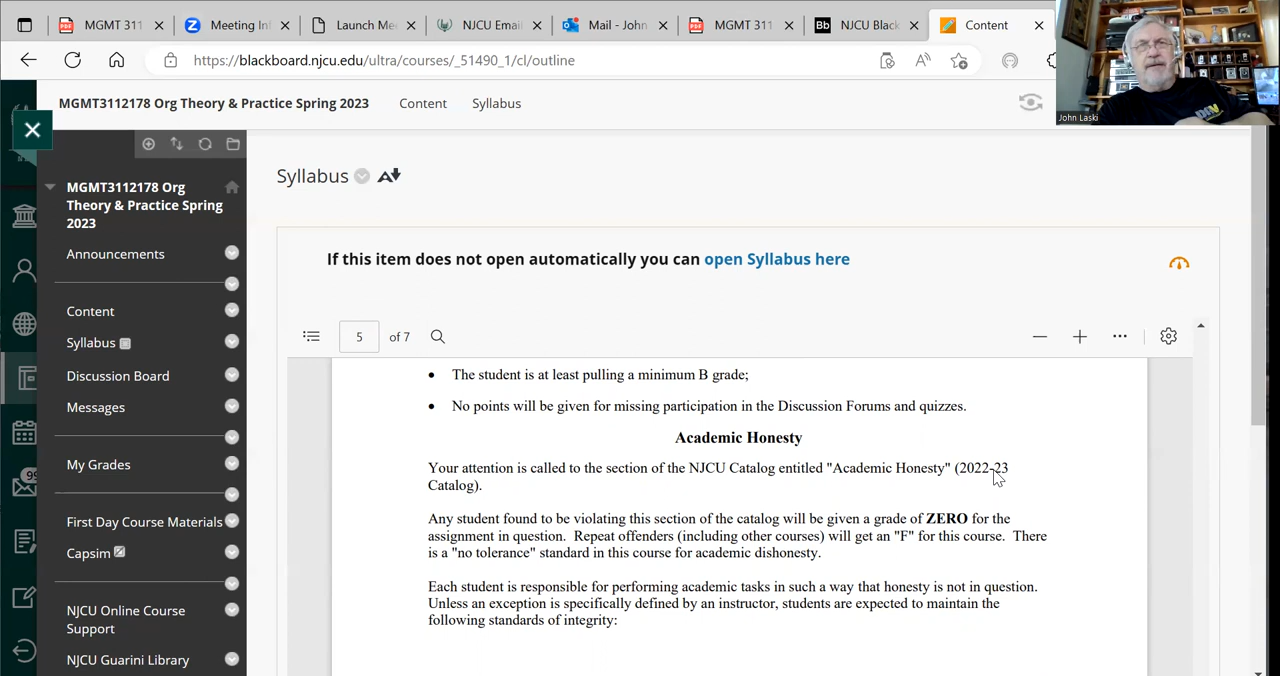 MGMT 311
Meeting In
Launch Me
NJCU Ema
Mail - John
MGMT 311
Bb
NJCU Black
Content
https://blackboard.njcu.edu/ultra/courses/_51490_1/cl/outline
John Laski
MGMT3112178 Org Theory & Practice Spring 2023
Content
Syllabus
MGMT3112178 Org
Theory & Practice Spring
2023
Announcements
Content
Syllabus
Discussion Board
Messages
My Grades
First Day Course Materials
Capsim
NJCU Online Course
Support
NJCU Guarini Library
99
Syllabus
If this item does not open automatically you can open Syllabus here
5 of 7
• The student is at least pulling a minimum B grade;
• No points will be given for missing participation in the Discussion Forums and quizzes.
Academic Honesty
Your attention is called to the section of the NJCU Catalog entitled "Academic Honesty" (2022-23
Catalog).
Any student found to be violating this section of the catalog will be given a grade of ZERO for the
assignment in question. Repeat offenders (including other courses) will get an "F" for this course. There
is a "no tolerance" standard in this course for academic dishonesty.
Each student is responsible for performing academic tasks in such a way that honesty is not in question.
Unless an exception is specifically defined by an instructor, students are expected to maintain the
following standards of integrity: